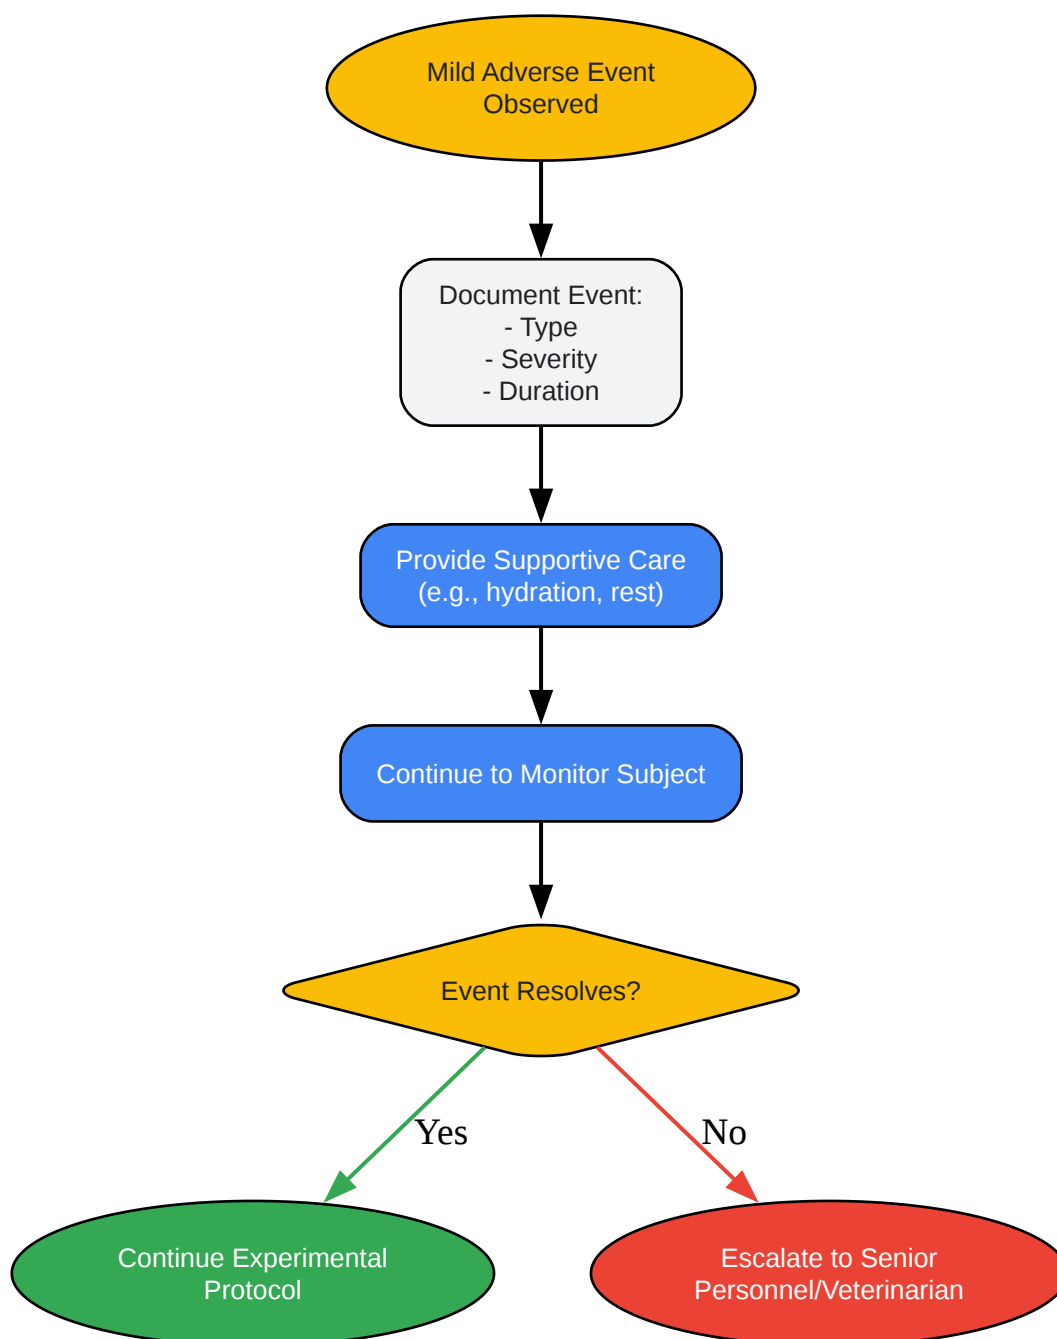 Mild Adverse Event
Observed
Document Event:
- Type
- Severity
- Duration
Provide Supportive Care
(e.g., hydration, rest)
Continue to Monitor Subject
Event Resolves?
Yes
No
Continue Experimental
Protocol
Escalate to Senior
Personnel/Veterinarian